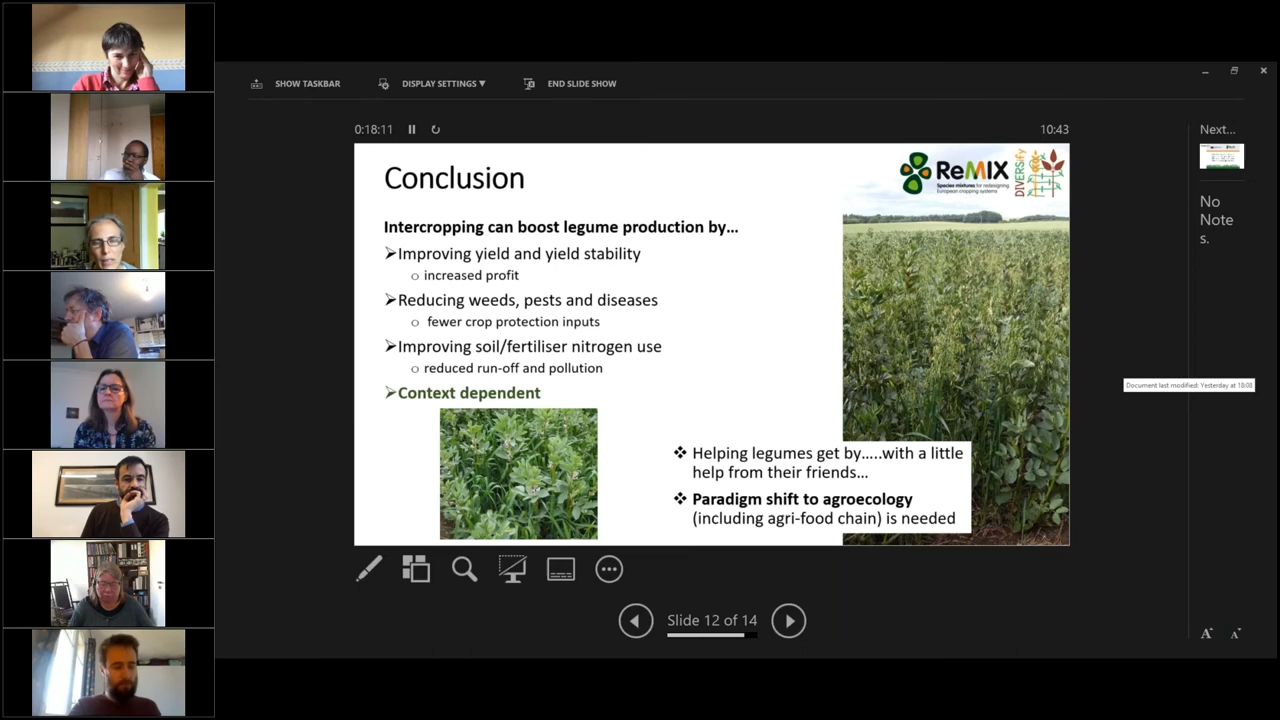 SHOW TASKBAR
DISPLAY SETTINGS ▼
END SLIDE SHOW
0:18:11
10:43
Next...
Conclusion
ReMIX
Species mixtures for redesigning
European cropping systems
DIVERSify
Intercropping can boost legume production by...
➢Improving yield and yield stability
o increased profit
➢Reducing weeds, pests and diseases
o fewer crop protection inputs
➢Improving soil/fertiliser nitrogen use
o reduced run-off and pollution
➢Context dependent
❖ Helping legumes get by.....with a little
help from their friends...
❖ Paradigm shift to agroecology
(including agri-food chain) is needed
No
Note
s.
Document last modified: Yesterday at 18:08
Slide 12 of 14
A
A